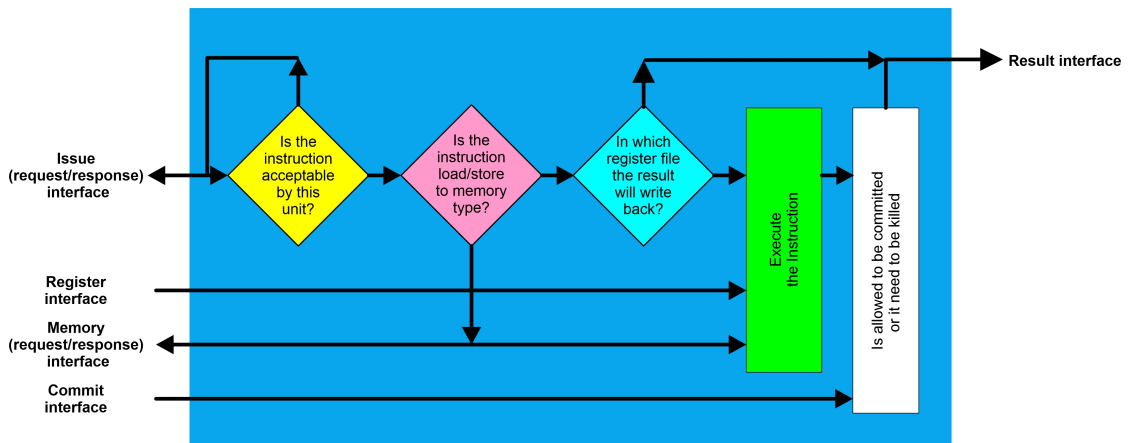 Result interface
Issue
(request/response)
interface
Is the
instruction
acceptable
by this
unit?
Is the
instruction
load/store
to memory
type?
In which
register file
the result
will write
back?
Execute
the Instruction
Is allowed to be committed
or it need to be killed
Register
interface
Memory
(request/response)
interface
Commit
interface